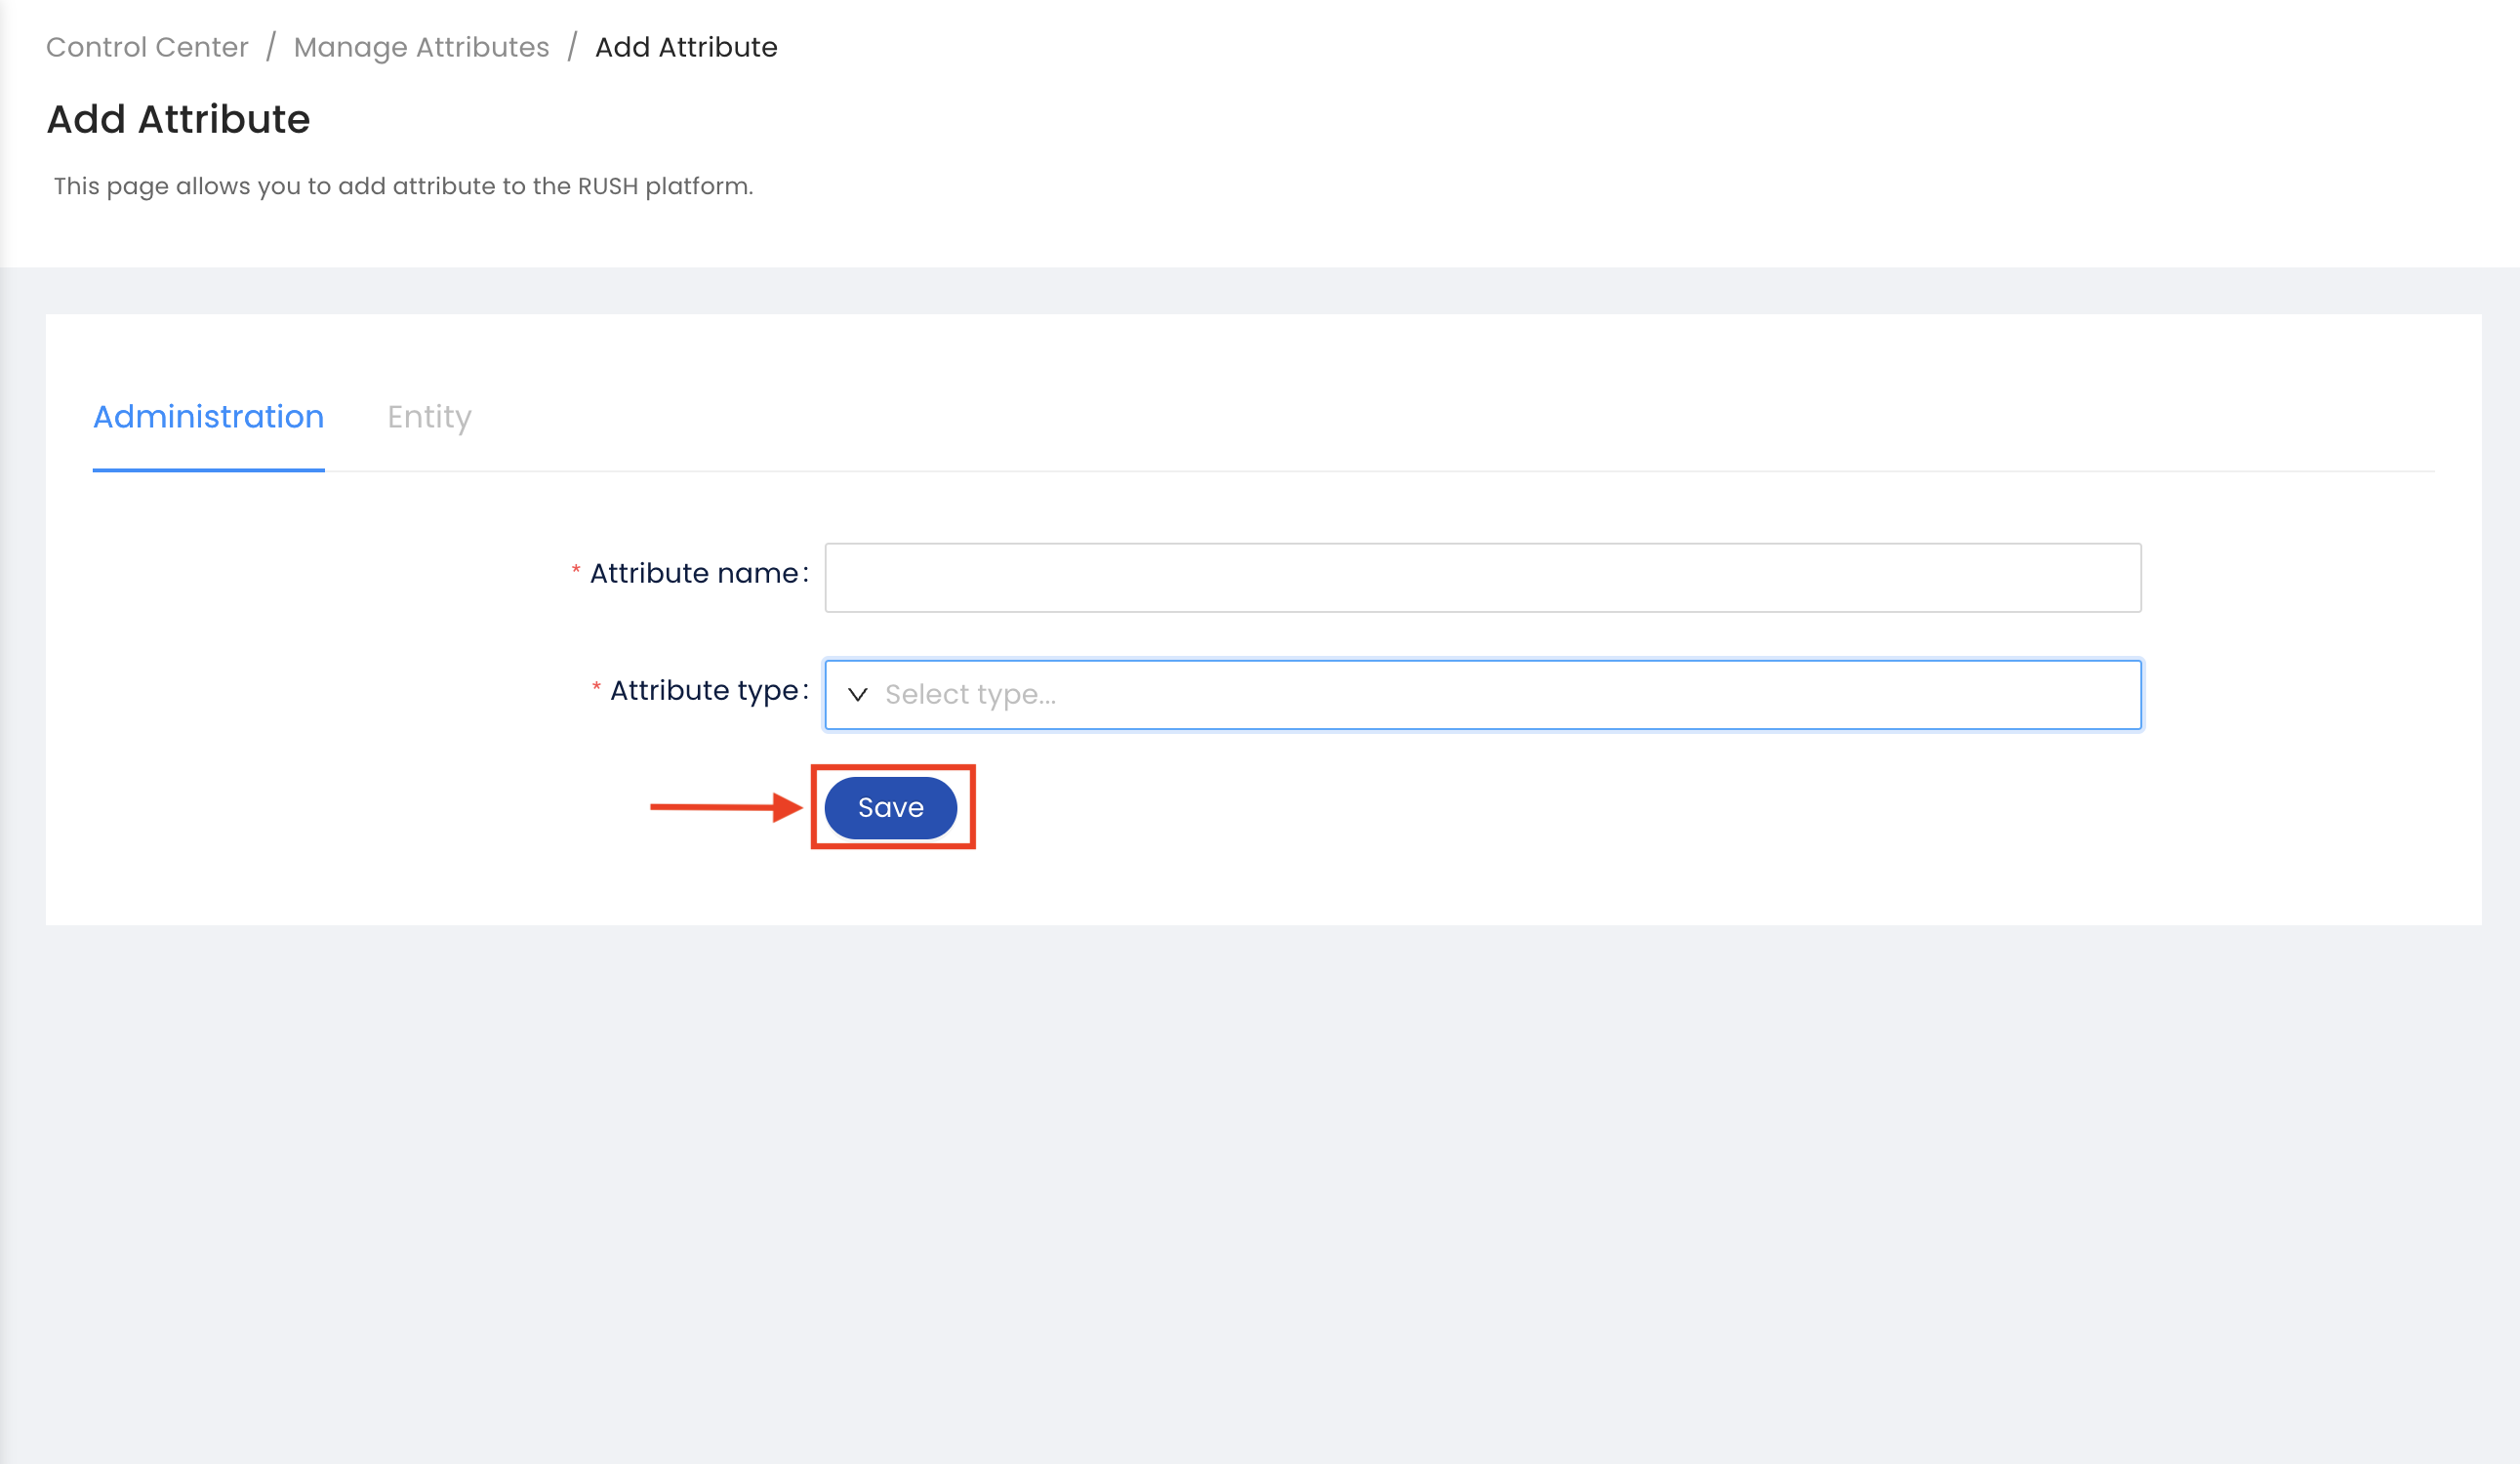 Control Center / Manage Attributes / Add Attribute
Add Attribute
This page allows you to add attribute to the RUSH platform.
Administration Entity
* Attribute name:
* Attribute type: Select type...
Save